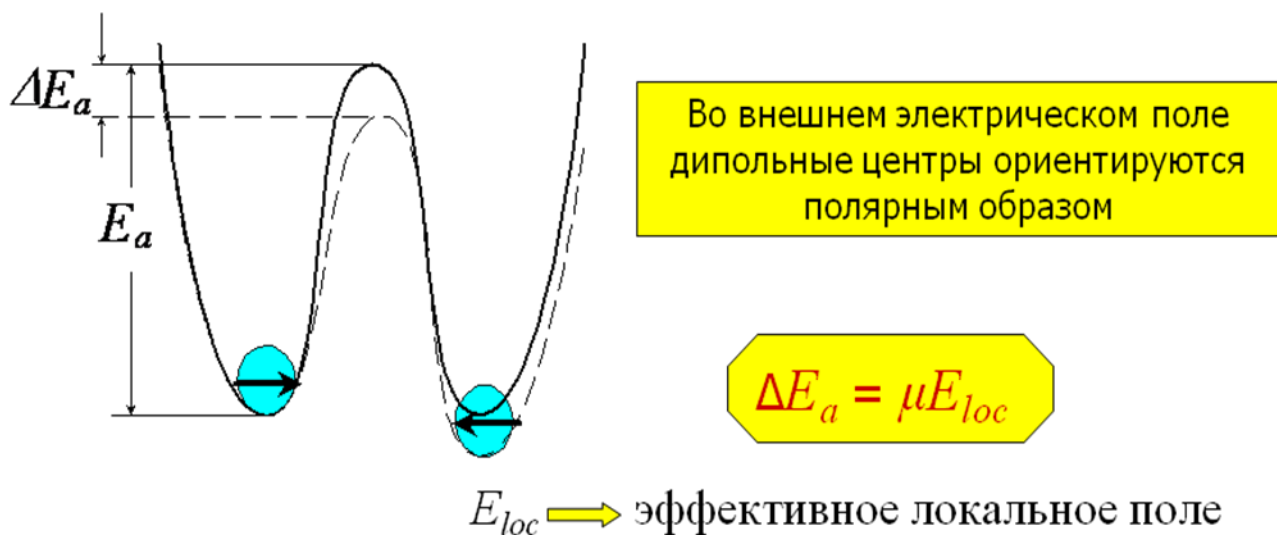 ΔEa
Ea
Во внешнем электрическом поле
дипольные центры ориентируются
полярным образом
ΔEa = μEloc
Eloc
эффективное локальное поле